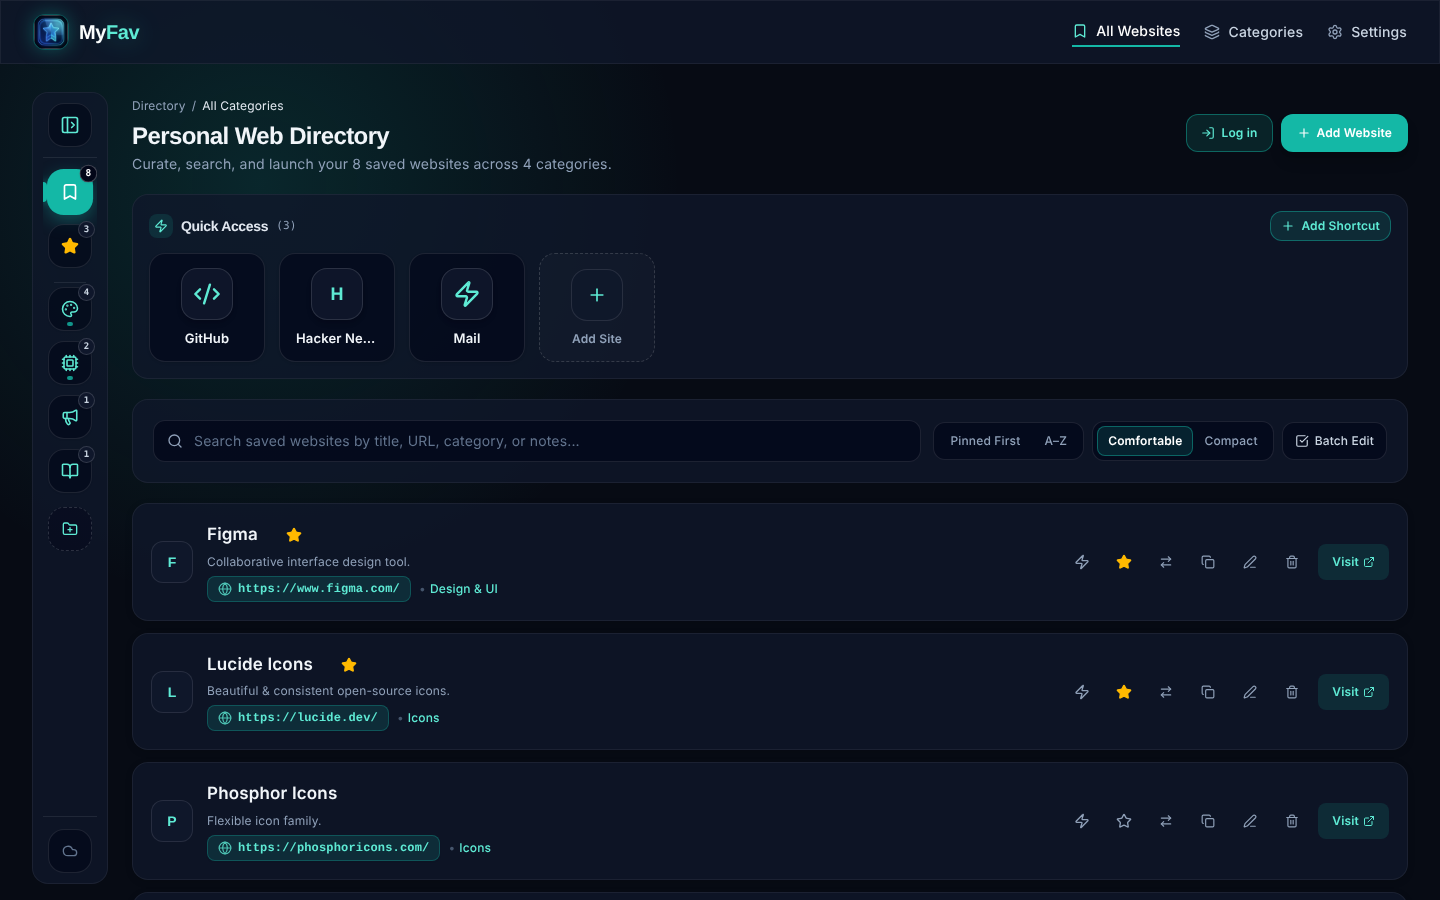 MyFav
All Websites
Categories
Settings
Directory / All Categories
Personal Web Directory
Curate, search, and launch your 8 saved websites across 4 categories.
Log in
Add Website
8
3
4
2
1
1
Quick Access (3)
Add Shortcut
GitHub
H
Hacker Ne...
Mail
Add Site
Search saved websites by title, URL, category, or notes...
Pinned First
A–Z
Comfortable
Compact
Batch Edit
F
Figma
Collaborative interface design tool.
https://www.figma.com/ • Design & UI
Visit
L
Lucide Icons
Beautiful & consistent open-source icons.
https://lucide.dev/ • Icons
Visit
P
Phosphor Icons
Flexible icon family.
https://phosphoricons.com/ • Icons
Visit